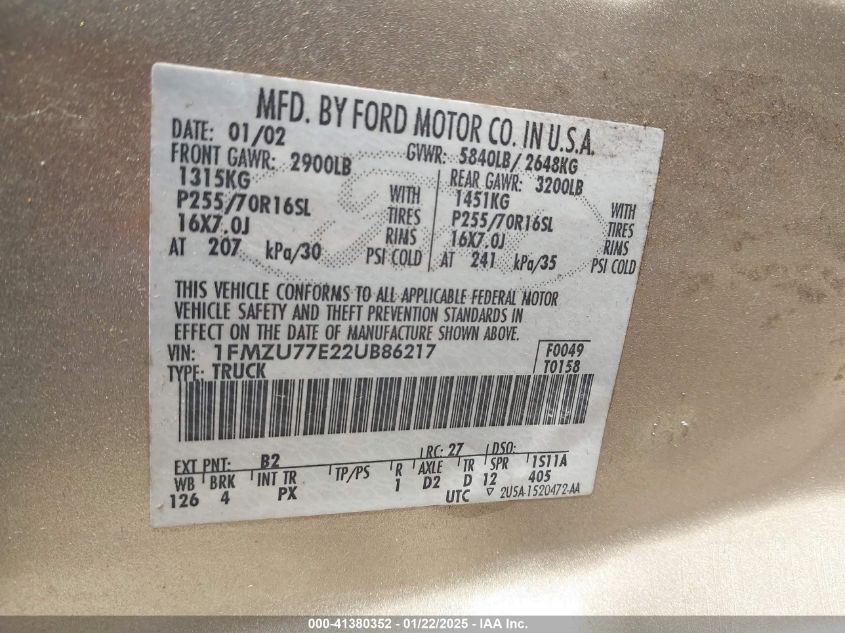 MFD. BY FORD MOTOR CO. IN U.S.A.
DATE: 01/02 GVWR: 5840LB/ 2648KG
FRONT GAWR: 2900LB REAR GAWR: 3200LB
1315KG WITH 1451KG WITH
P255/70R16SL TIRES P255/70R16SL TIRES
16X7.0J RIMS 16X7.0J RIMS
AT 207 kPa/30 PSI COLD AT 241 kPa/35 PSI COLD
THIS VEHICLE CONFORMS TO ALL APPLICABLE FEDERAL MOTOR
VEHICLE SAFETY AND THEFT PREVENTION STANDARDS IN
EFFECT ON THE DATE OF MANUFACTURE SHOWN ABOVE.
VIN: 1FMZU77E22UB86217 F0049
TYPE: TRUCK T0158
EXT PNT: B2 RC: 27 DSO:
WB BRK INT TR TP/PS R AXLE TR SPR 1S11A
126 4 PX 1 D2 D 12 405
UTC ▽ 2U5A-1520472-AA
000--41380352 - 01/22/2025 - IAA Inc.